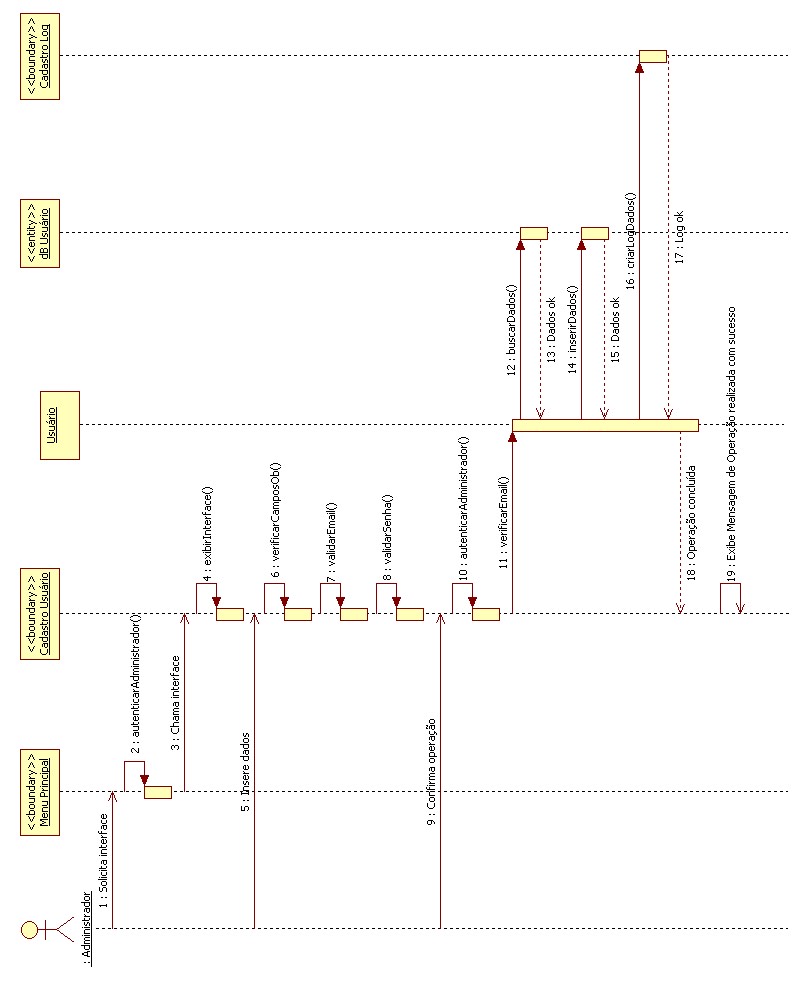 : Administrador
<<boundary>>
Menu Principal
<<boundary>>
Cadastro Usuário
Usuário
<<entity>>
dB Usuário
<<boundary>>
Cadastro Log
1 : Solicita interface
2 : autenticarAdministrador()
3 : Chama interface
4 : exibirInterface()
5 : Insere dados
6 : verificarCamposOb()
7 : validarEmail()
8 : validarSenha()
9 : Confirma operação
10 : autenticarAdministrador()
11 : verificarEmail()
12 : buscarDados()
13 : Dados ok
14 : inserirDados()
15 : Dados ok
16 : criarLogDados()
17 : Log ok
18 : Operação concluída
19 : Exibe Mensagem de Operação realizada com sucesso